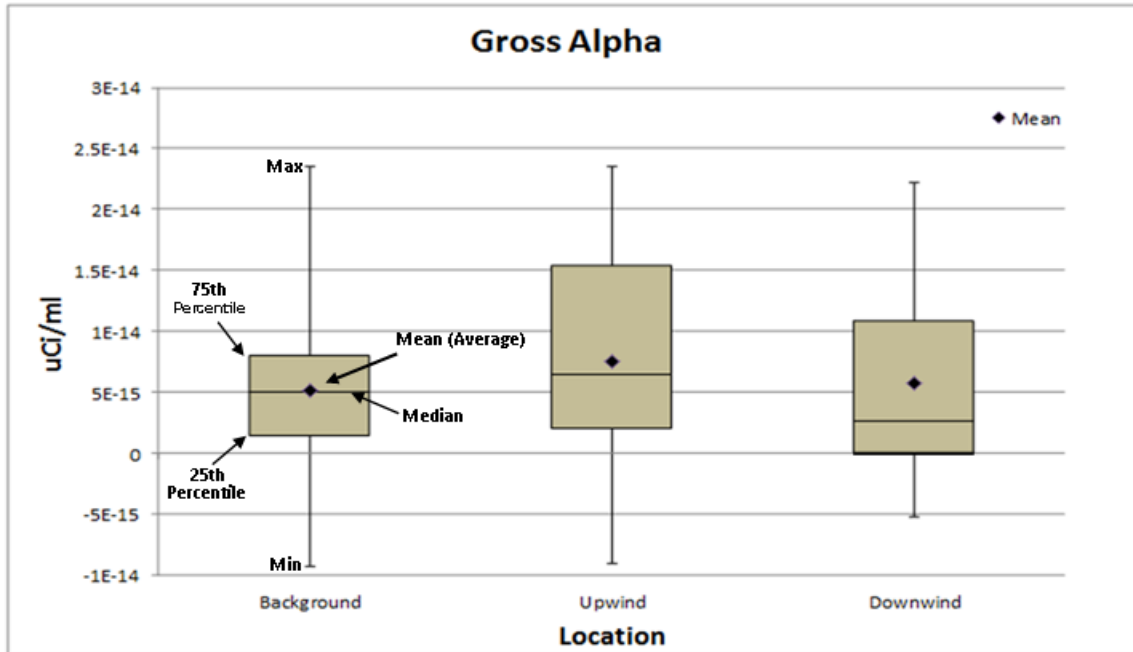 Gross Alpha
3E-14
Mean
2.5E-14
Max
2E-14
1.5E-14
75th
Percentile
1E-14
Mean (Average)
uCi/ml
5E-15
Median
0
25th
Percentile
-5E-15
Min
-1E-14
Background
Upwind
Downwind
Location